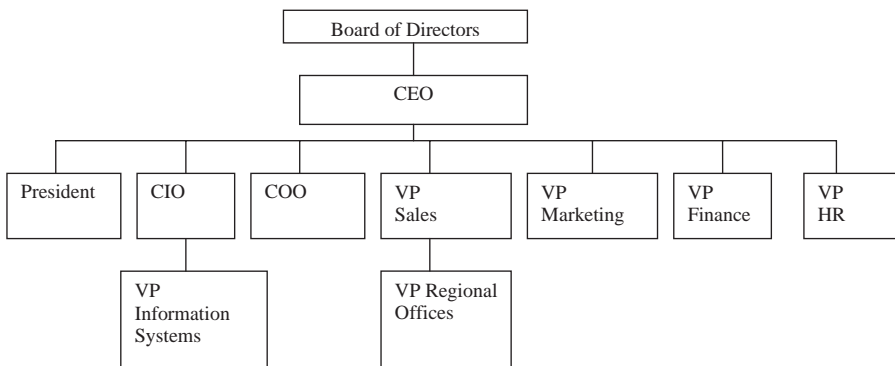 Board of Directors
CEO
President
CIO
COO
VP
Sales
VP
Marketing
VP
Finance
VP
HR
VP
Information
Systems
VP Regional
Offices